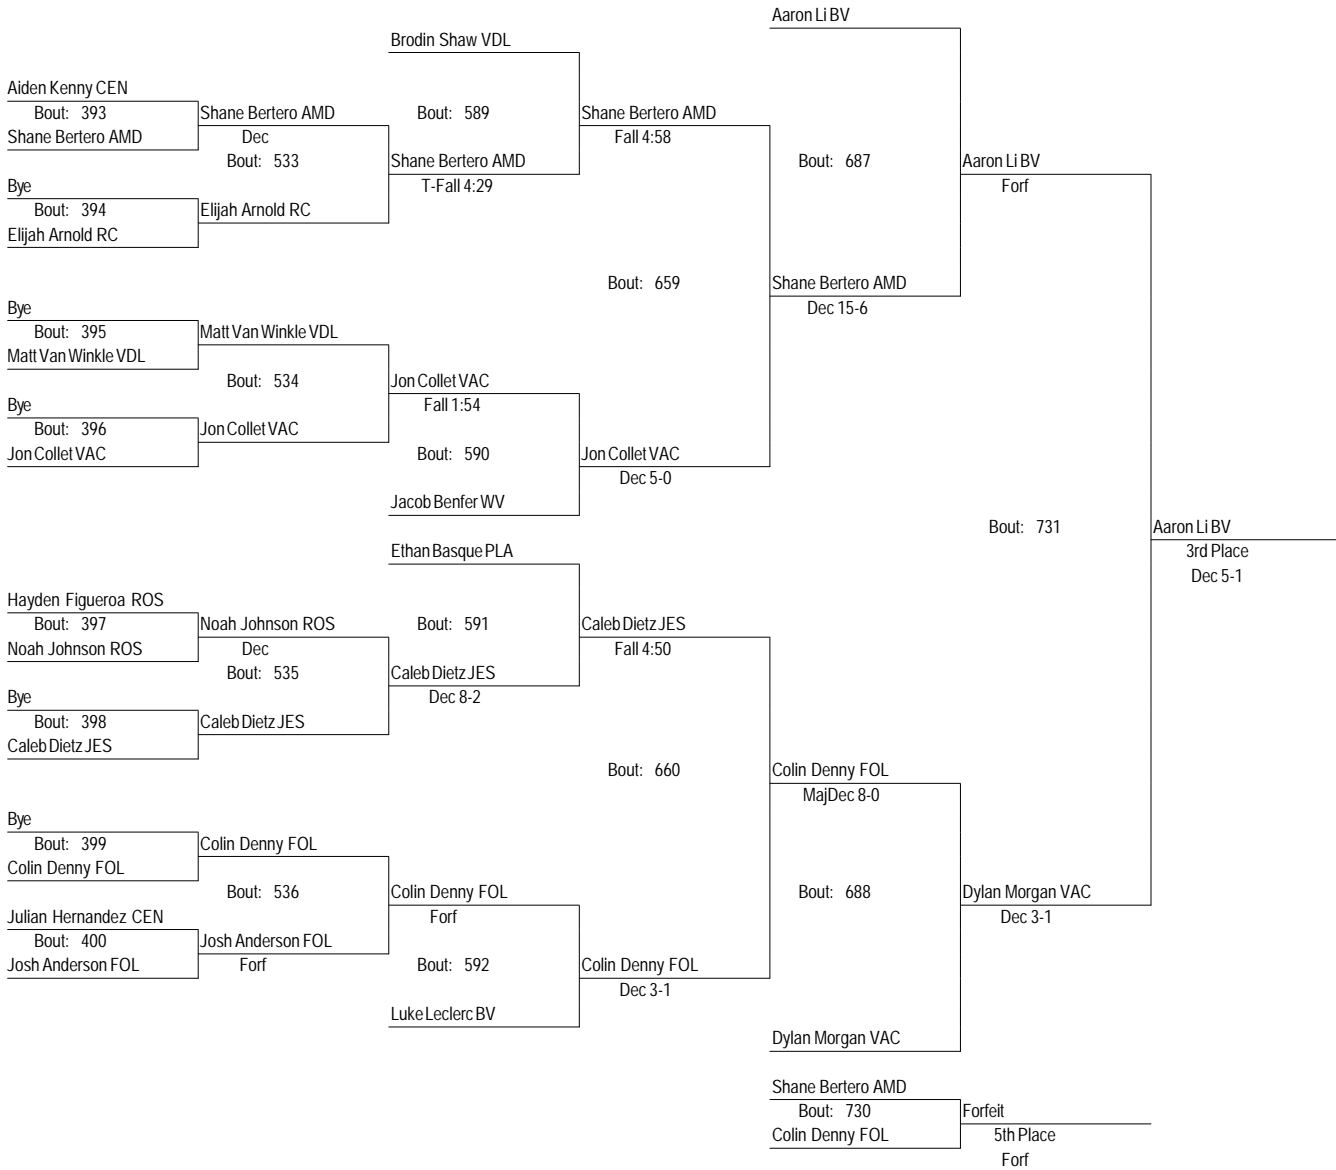 Aaron Li BV
Brodin Shaw VDL
Aiden Kenny CEN
Bout: 393
Shane Bertero AMD
Bout: 589
Shane Bertero AMD
Shane Bertero AMD
Dec
Fall 4:58
Bout: 533
Shane Bertero AMD
Bout: 687
Aaron Li BV
Bye
T-Fall 4:29
Forf
Bout: 394
Elijah Arnold RC
Elijah Arnold RC
Bout: 659
Shane Bertero AMD
Bye
Dec 15-6
Bout: 395
Matt Van Winkle VDL
Matt Van Winkle VDL
Bout: 534
Jon Collet VAC
Bye
Fall 1:54
Bout: 396
Jon Collet VAC
Jon Collet VAC
Bout: 590
Jon Collet VAC
Dec 5-0
Jacob Benfer WV
Bout: 731
Aaron Li BV
Ethan Basque PLA
3rd Place
Dec 5-1
Hayden Figueroa ROS
Bout: 397
Noah Johnson ROS
Bout: 591
Caleb Dietz JES
Noah Johnson ROS
Dec
Fall 4:50
Bout: 535
Caleb Dietz JES
Bye
Dec 8-2
Bout: 398
Caleb Dietz JES
Caleb Dietz JES
Bout: 660
Colin Denny FOL
MajDec 8-0
Bye
Bout: 399
Colin Denny FOL
Colin Denny FOL
Bout: 536
Colin Denny FOL
Bout: 688
Dylan Morgan VAC
Julian Hernandez CEN
Forf
Dec 3-1
Bout: 400
Josh Anderson FOL
Josh Anderson FOL
Forf
Bout: 592
Colin Denny FOL
Dec 3-1
Luke Leclerc BV
Dylan Morgan VAC
Shane Bertero AMD
Bout: 730
Forfeit
Colin Denny FOL
5th Place
Forf